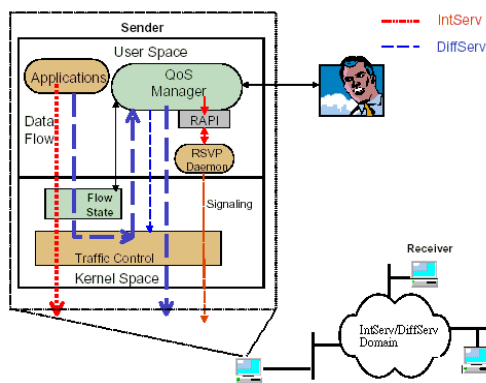 Sender
IntServ
DiffServ
User Space
Applications
QoS
Manager
Data
Flow
RAPI
RSVP
Daemon
Flow
State
Signaling
Traffic Control
Kernel Space
Receiver
IntServ/DiffServ
Domain